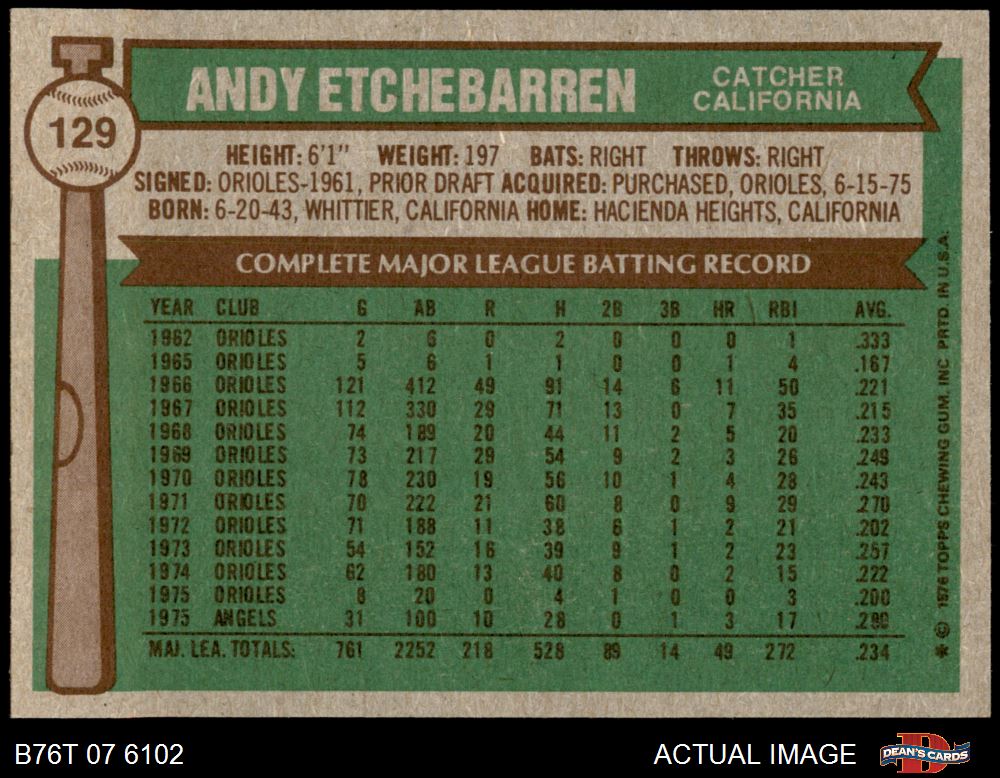 129
ANDY ETCHEBARREN
CATCHER
CALIFORNIA
HEIGHT: 6'1" WEIGHT: 197 BATS: RIGHT THROWS: RIGHT
SIGNED: ORIOLES-1961, PRIOR DRAFT ACQUIRED: PURCHASED, ORIOLES, 6-15-75
BORN: 6-20-43, WHITTIER, CALIFORNIA HOME: HACIENDA HEIGHTS, CALIFORNIA
COMPLETE MAJOR LEAGUE BATTING RECORD
YEAR CLUB G AB R H 2B 3B HR RBI AVG.
1962 ORIOLES 2 6 0 2 0 0 0 1 .333
1965 ORIOLES 5 6 1 1 0 0 1 4 .167
1966 ORIOLES 121 412 49 91 14 6 11 50 .221
1967 ORIOLES 112 330 29 71 13 0 7 35 .215
1968 ORIOLES 74 189 20 44 11 2 5 20 .233
1969 ORIOLES 73 217 29 54 9 2 3 26 .249
1970 ORIOLES 78 230 19 56 10 1 4 28 .243
1971 ORIOLES 70 222 21 60 8 0 9 29 .270
1972 ORIOLES 71 188 11 38 6 1 2 21 .202
1973 ORIOLES 54 152 16 39 9 1 2 23 .257
1974 ORIOLES 62 180 13 40 8 0 2 15 .222
1975 ORIOLES 8 20 0 4 1 0 0 3 .200
1975 ANGELS 31 100 10 28 0 1 3 17 .280
MAJ. LEA. TOTALS: 761 2252 218 528 89 14 49 272 .234
* © 1976 TOPPS CHEWING GUM, INC PRTD. IN U.S.A.
B76T 07 6102
ACTUAL IMAGE
DEAN'S CARDS